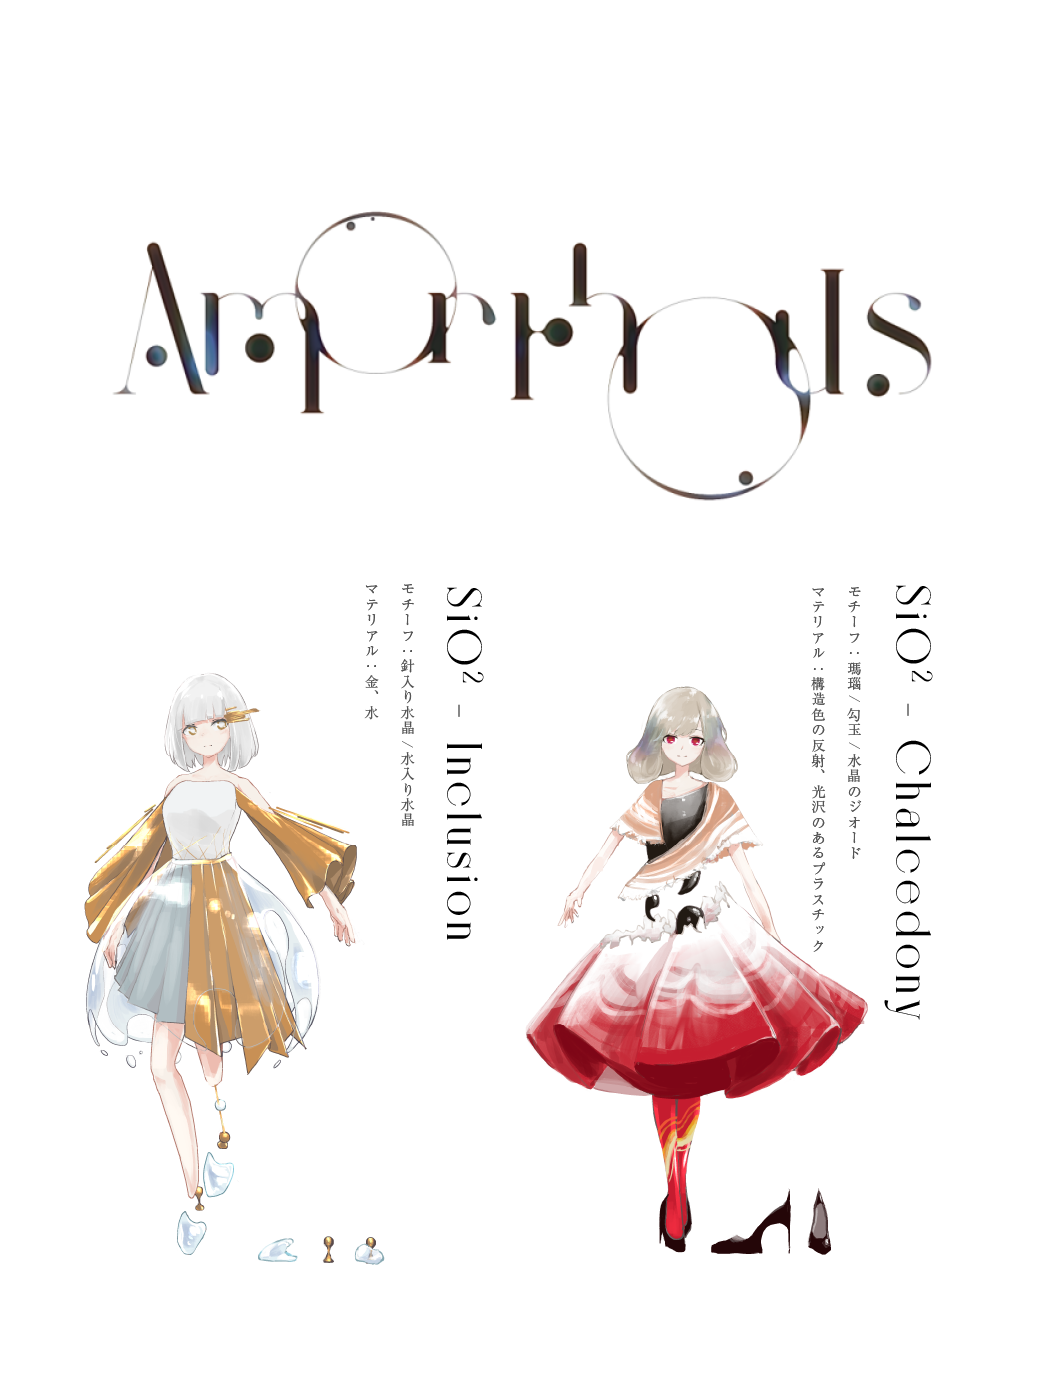 Amorphous
SiO² – Chalcedony
モチーフ：瑪瑙／勾玉／水晶のジオード
マテリアル：構造色の反射、光沢のあるプラスチック
SiO² – Inclusion
モチーフ：針入り水晶／水入り水晶
マテリアル：金、水